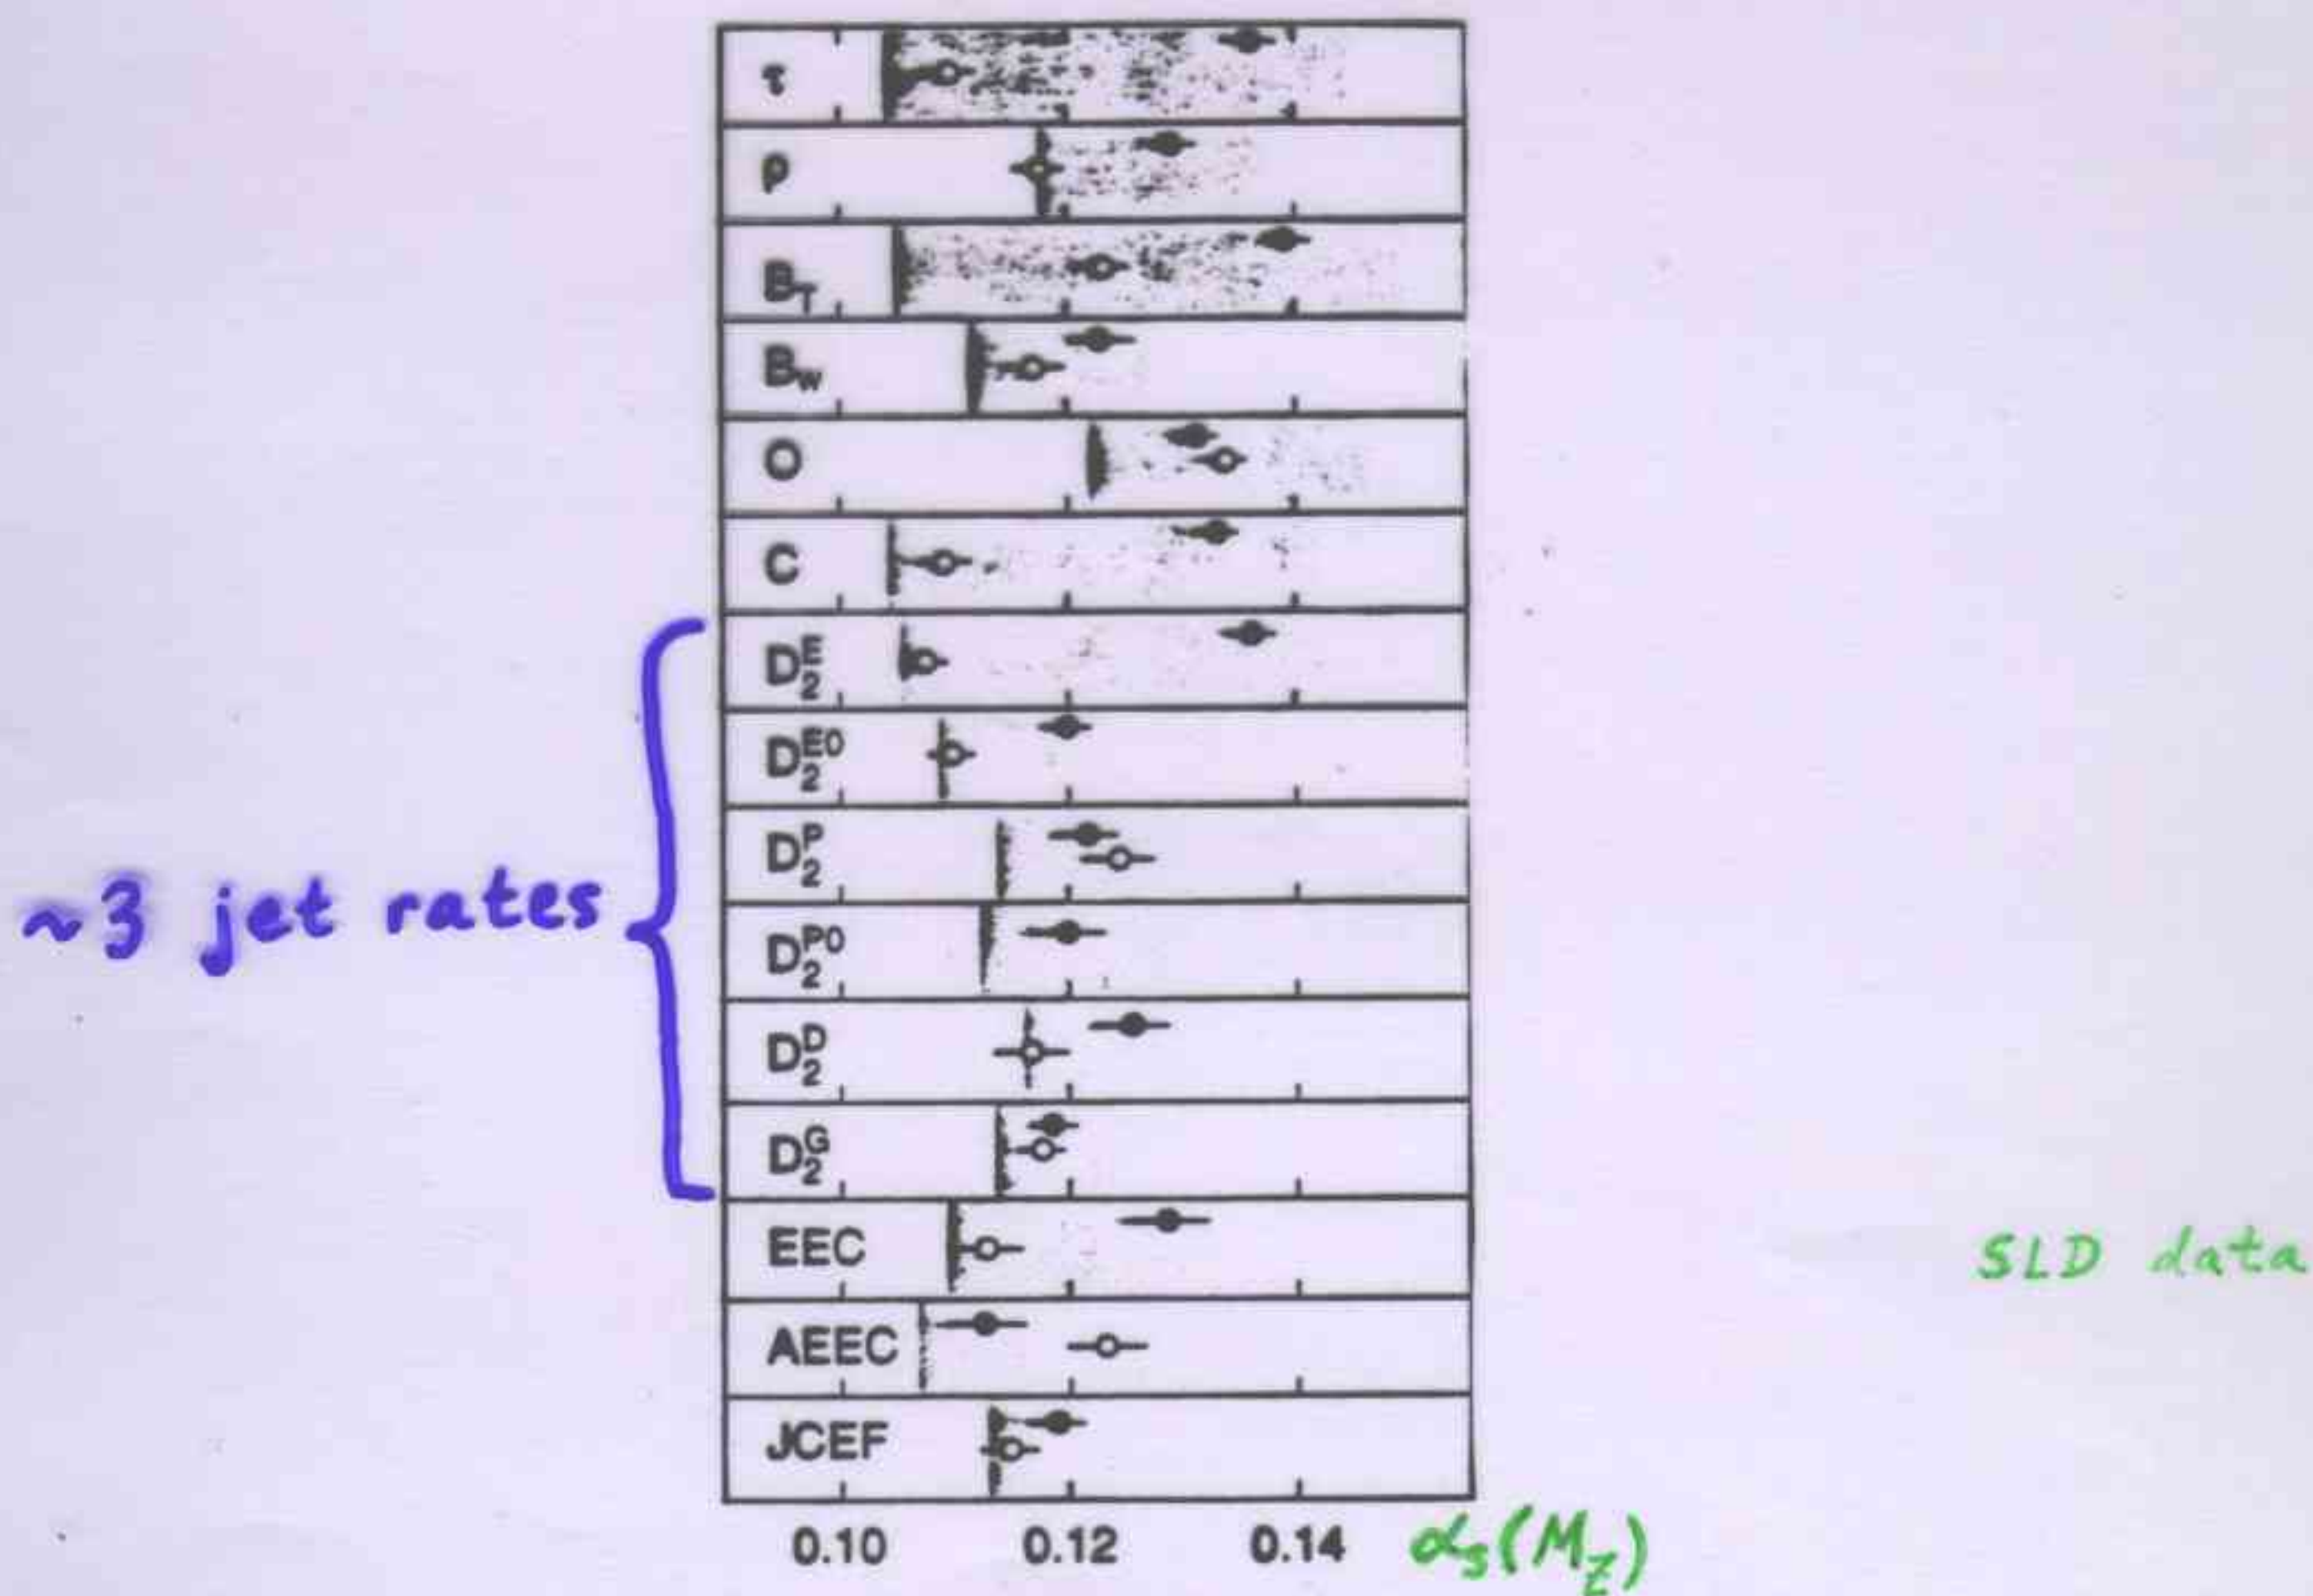 τ
ρ
B_T
B_W
O
C
D_2^E
D_2^{E0}
D_2^P
~3 jet rates
D_2^{P0}
D_2^D
D_2^G
EEC
SLD data
AEEC
JCEF
0.10 0.12 0.14 α_s(M_Z)